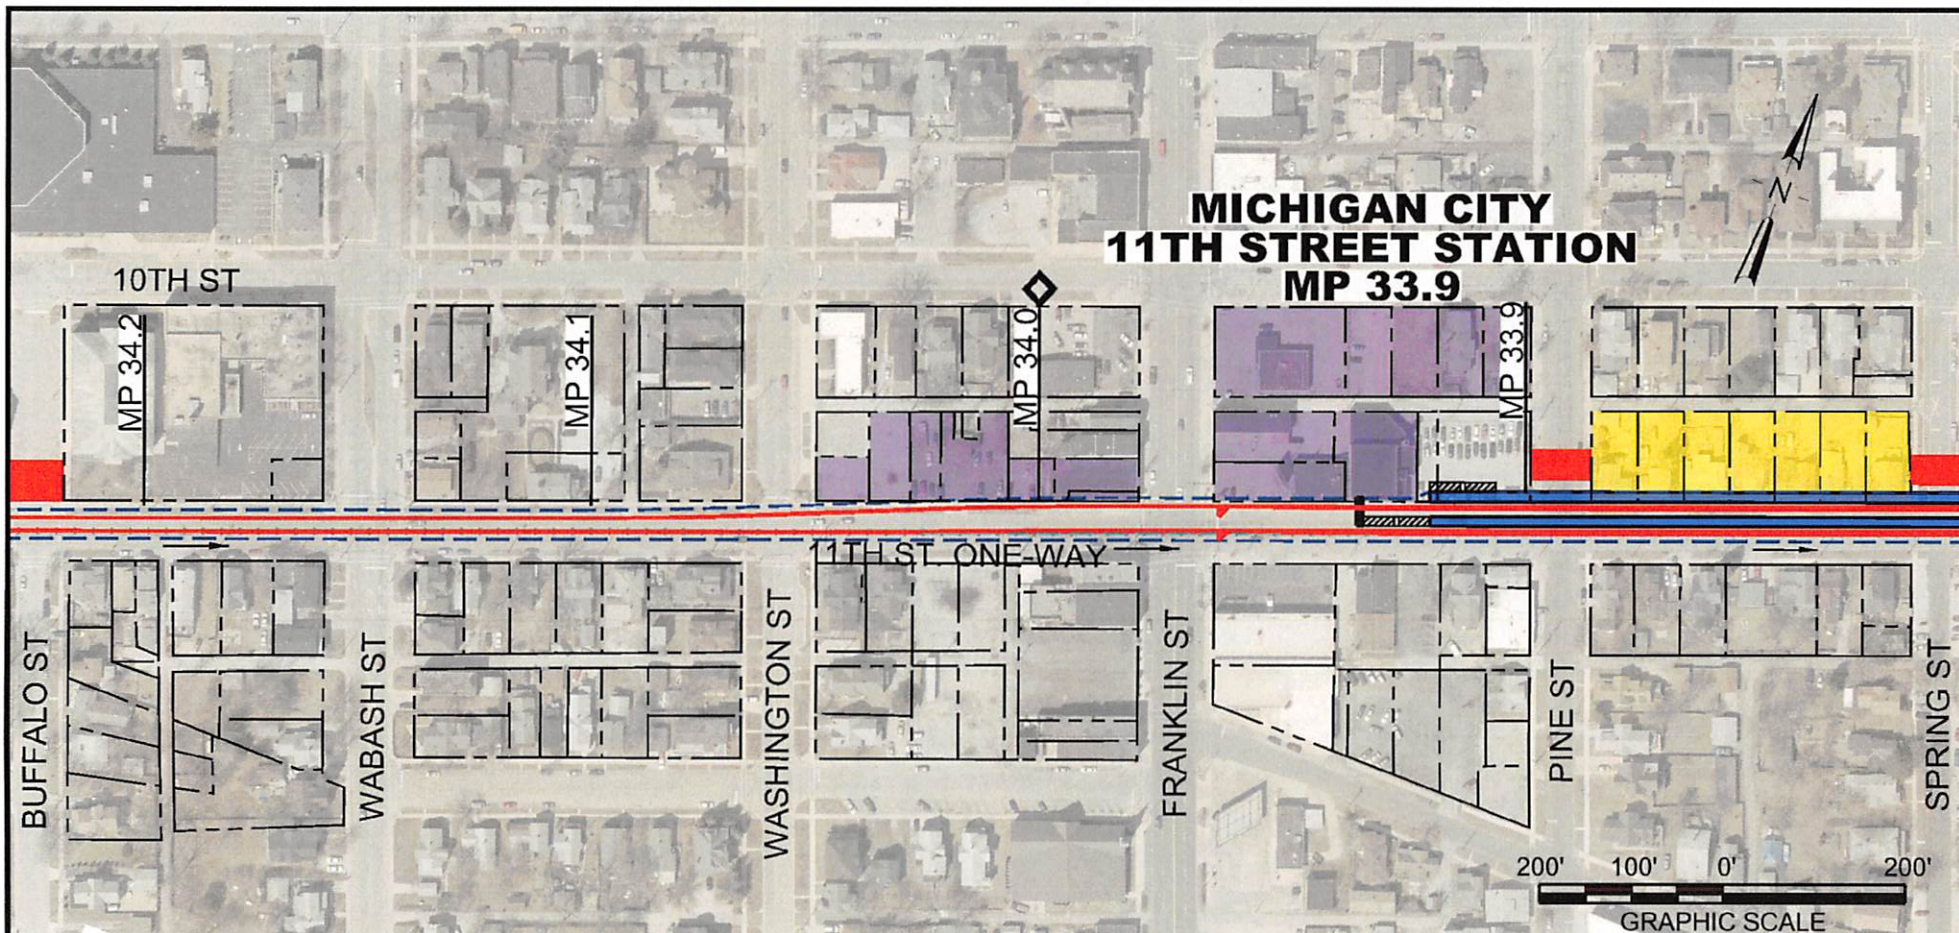 MICHIGAN CITY
11TH STREET STATION
MP 33.9
N
10TH ST
MP 34.2
MP 34.1
MP 34.0
MP 33.9
11TH ST. ONE-WAY
BUFFALO ST
WABASH ST
WASHINGTON ST
FRANKLIN ST
PINE ST
SPRING ST
200' 100' 0' 200'
GRAPHIC SCALE